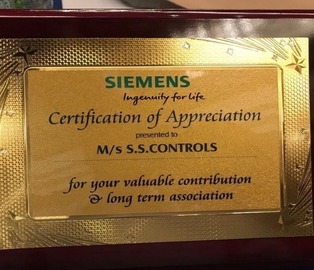 SIEMENS
Ingenuity for life
Certification of Appreciation
presented to
M/s S.S.CONTROLS
for your valuable contribution
& long term association